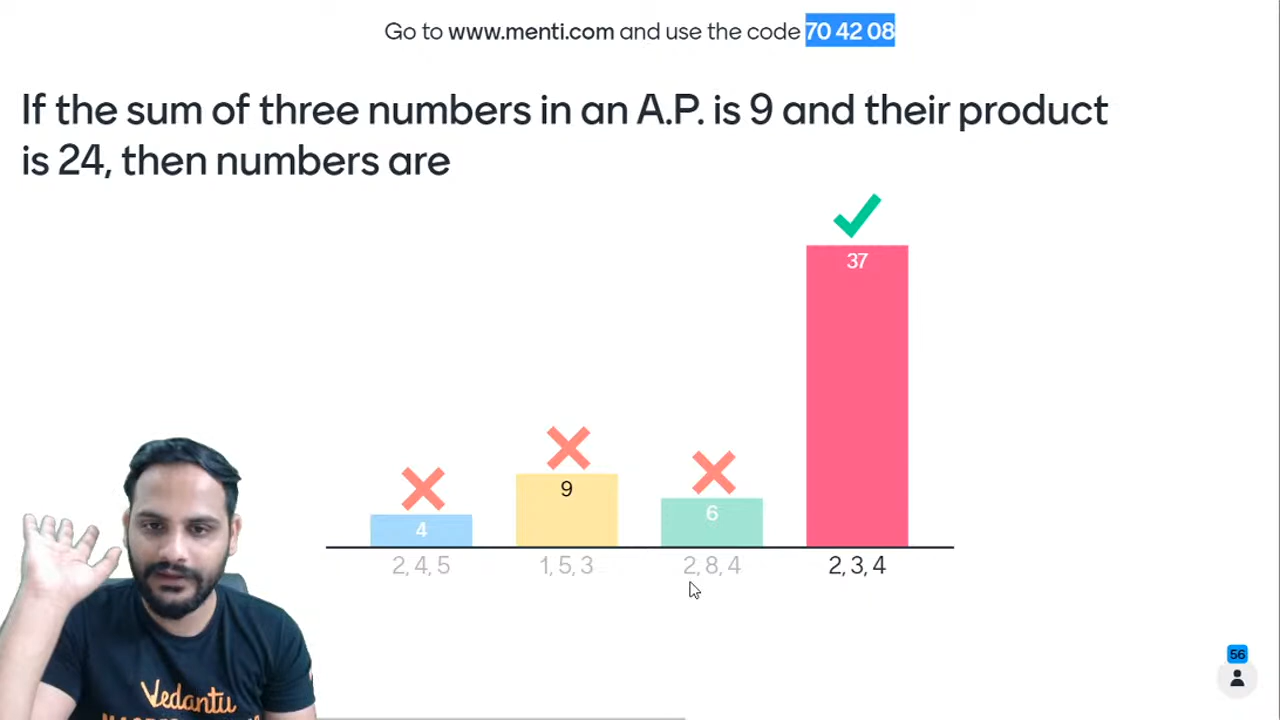 Go to www.menti.com and use the code 70 42 08
If the sum of three numbers in an A.P. is 9 and their product
is 24, then numbers are
37
9
6
4
2, 4, 5
1, 5, 3
2, 8, 4
2, 3, 4
56
Vedantu